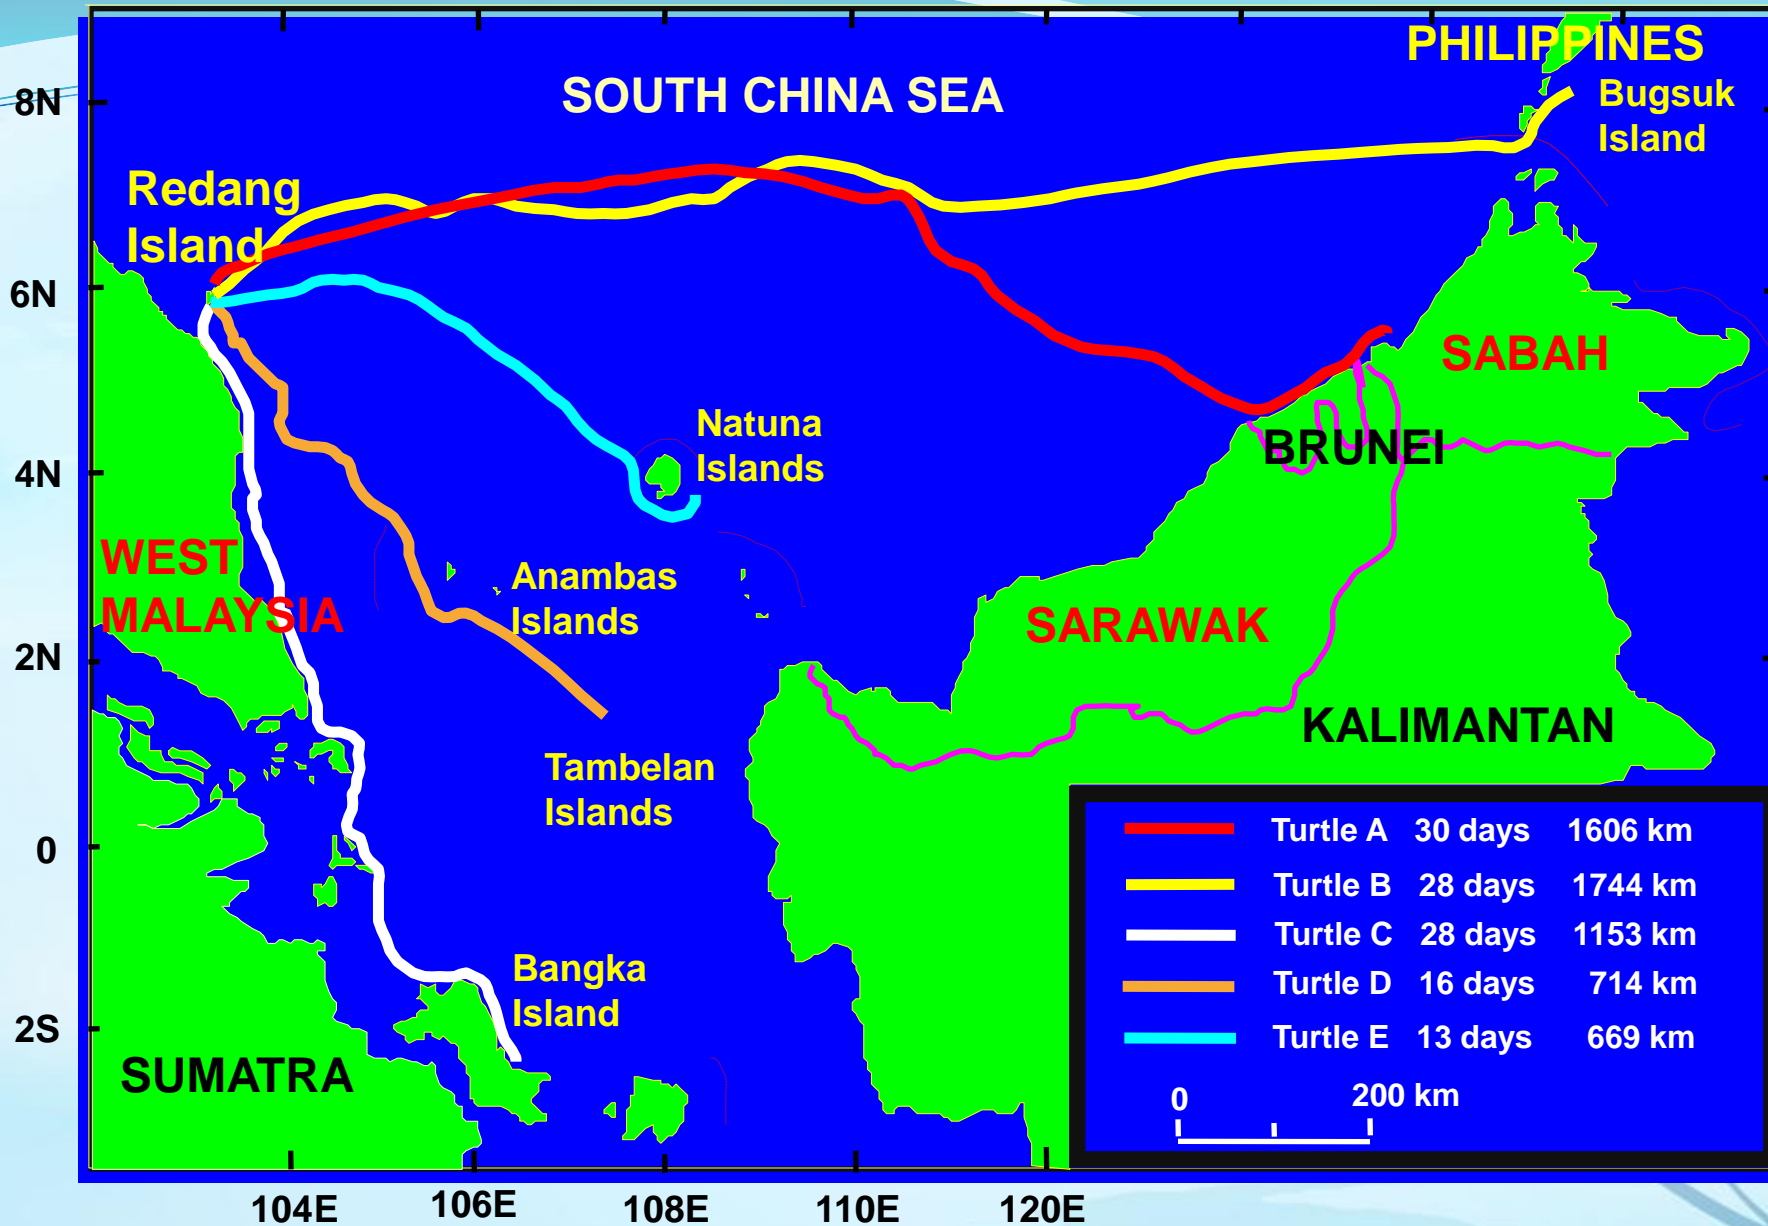 PHILIPPINES
SOUTH CHINA SEA
Bugsuk
Island
8N
Redang
Island
6N
SABAH
Natuna
Islands
BRUNEI
4N
WEST
MALAYSIA
Anambas
Islands
SARAWAK
2N
KALIMANTAN
Tambelan
Islands
0
Turtle A 30 days 1606 km
Turtle B 28 days 1744 km
Turtle C 28 days 1153 km
Turtle D 16 days 714 km
Turtle E 13 days 669 km
0 200 km
Bangka
Island
2S
SUMATRA
104E 106E 108E 110E 120E